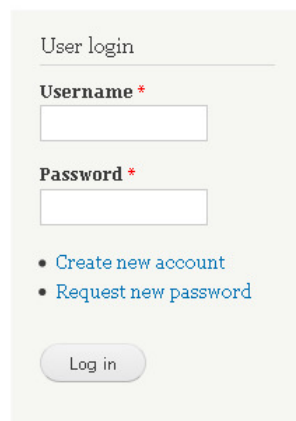 User login
Username *
Password *
Create new account
Request new password
Log in